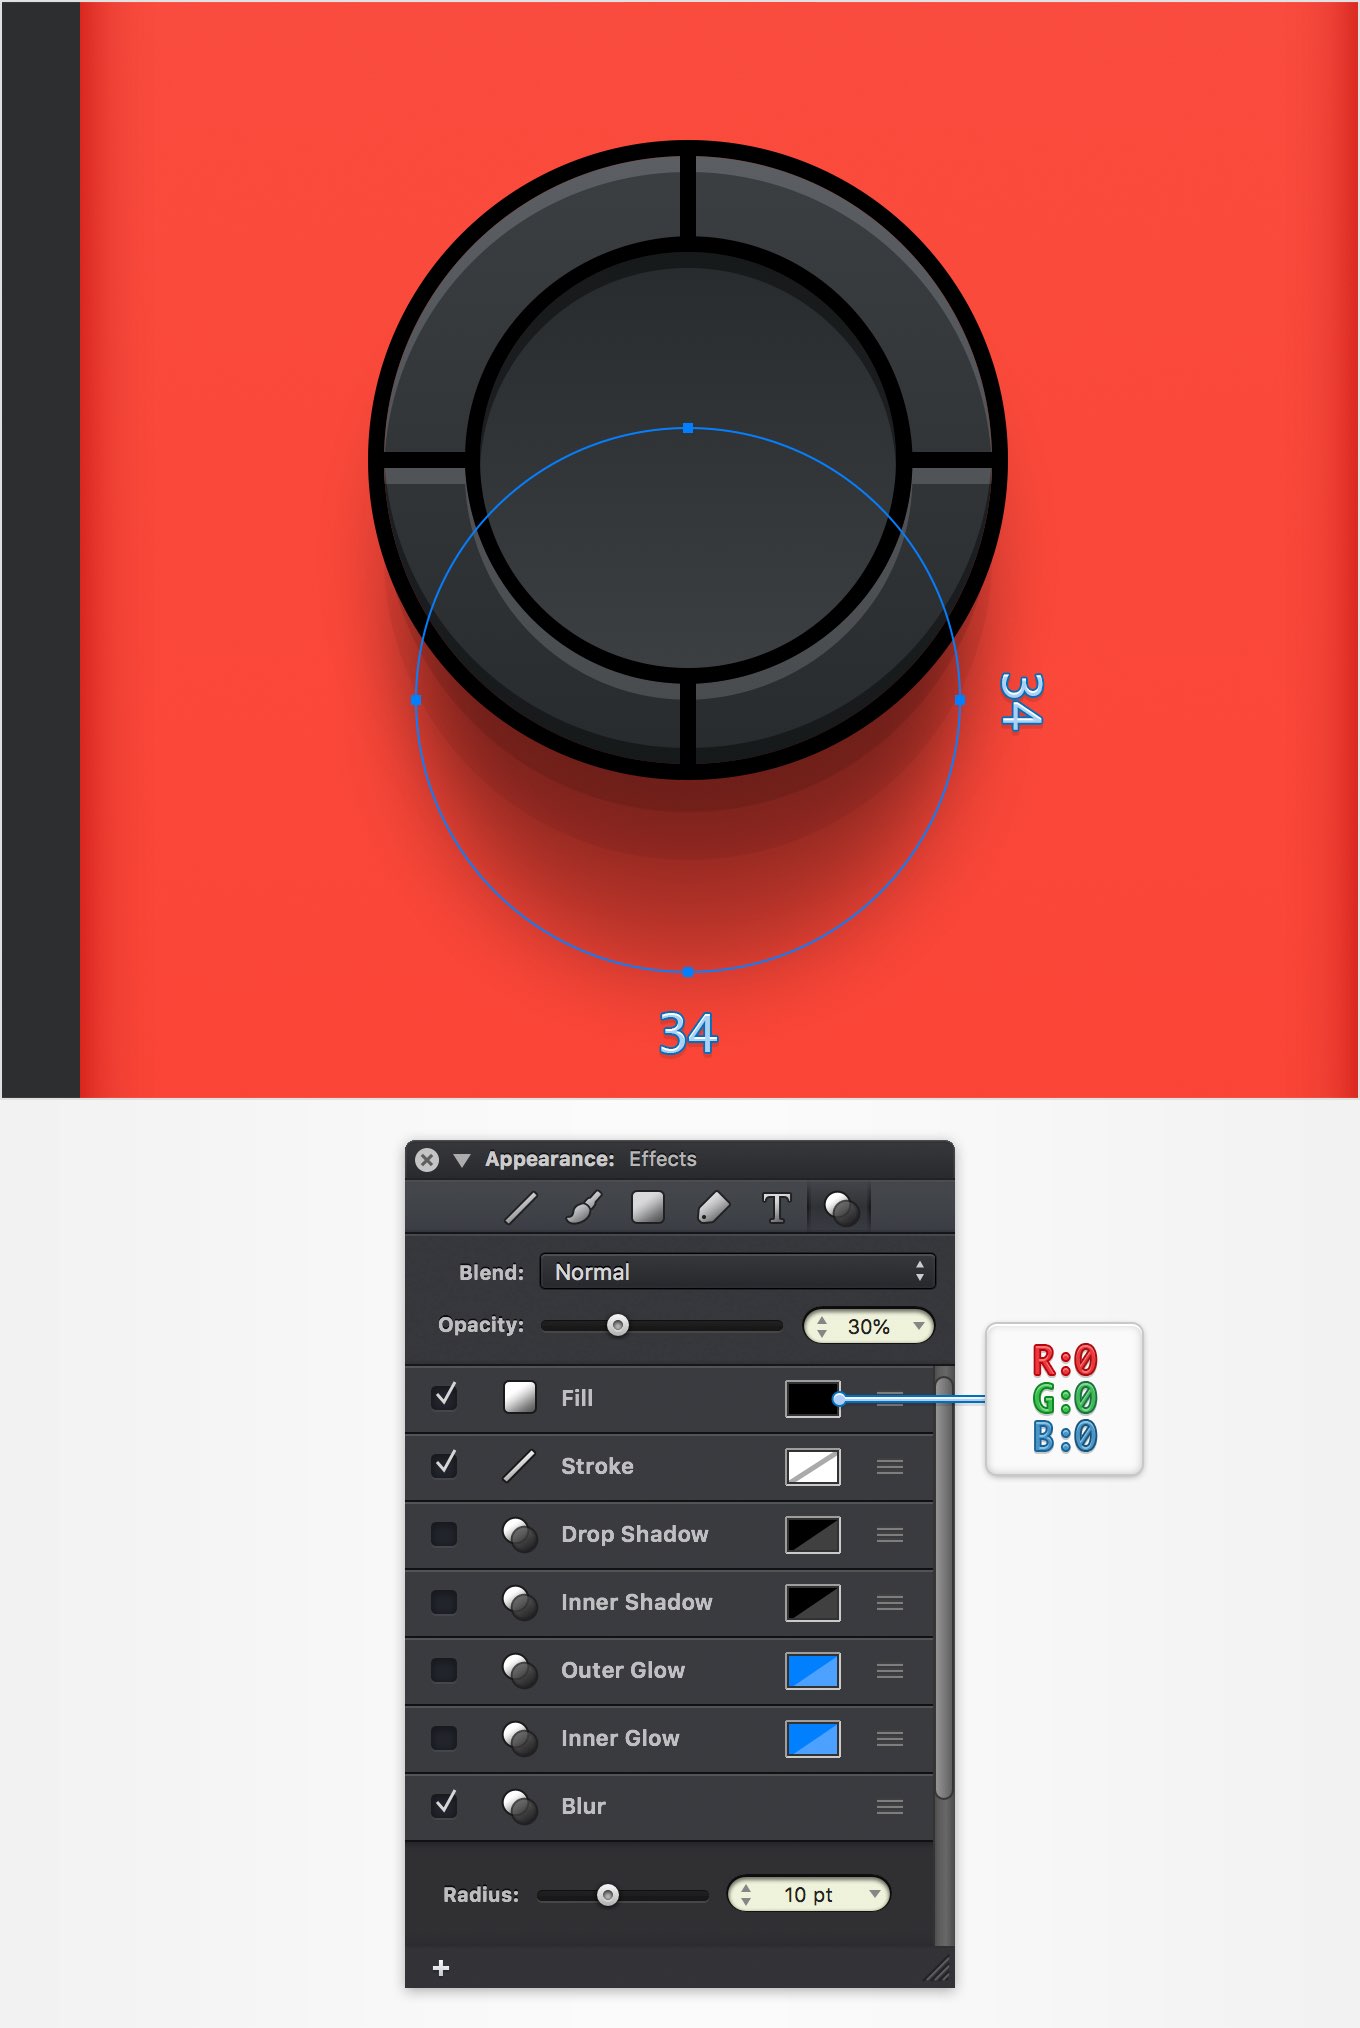 34
34
Appearance: Effects
T
Blend: Normal
Opacity: 30%
R:0
G:0
B:0
Fill
Stroke
Drop Shadow
Inner Shadow
Outer Glow
Inner Glow
Blur
Radius: 10 pt
+